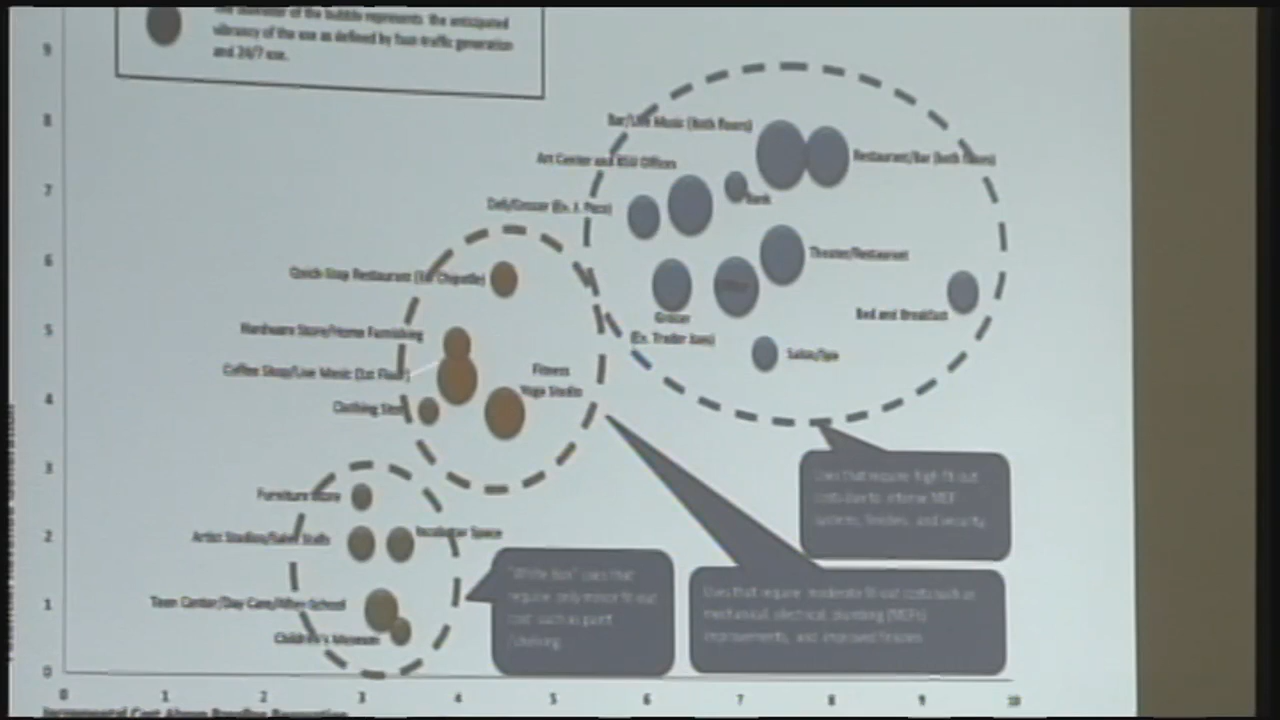 The diameter of the bubble represents the anticipated
vibrancy of the use as defined by foot-traffic generation
and 24/7 use.
9
8
7
6
5
4
3
2
1
0
Bar/Live Music (Both floors)
Restaurant/Bar (both floors)
Art Center and Offices
Bank
Deli/Grocer (Ex. J. Pace)
Theater/Restaurant
Quick-Stop Restaurant (Ex. Chipotle)
Office
Grocer
(Ex. Trader Joes)
Bed and Breakfast
Hardware Store/Home Furnishing
Salon/Spa
Coffee Shop/Live Music (1st Floor)
Fitness
Yoga Studio
Clothing Store
Furniture Store
Artist Studios/Sales Stalls
Incubator Space
Teen Center/Day Care/After-School
Children's Museum
Uses that require high fit out
costs due to intense MEP
systems, finishes, and security
"White Box" uses that
require only minor fit-out
cost such as paint
/shelving
Uses that require moderate fit-out costs such as
mechanical, electrical, plumbing (MEPs)
improvements, and improved finishes
0 1 2 3 4 5 6 7 8 9 10
Incremental Cost Above Baseline Renovation